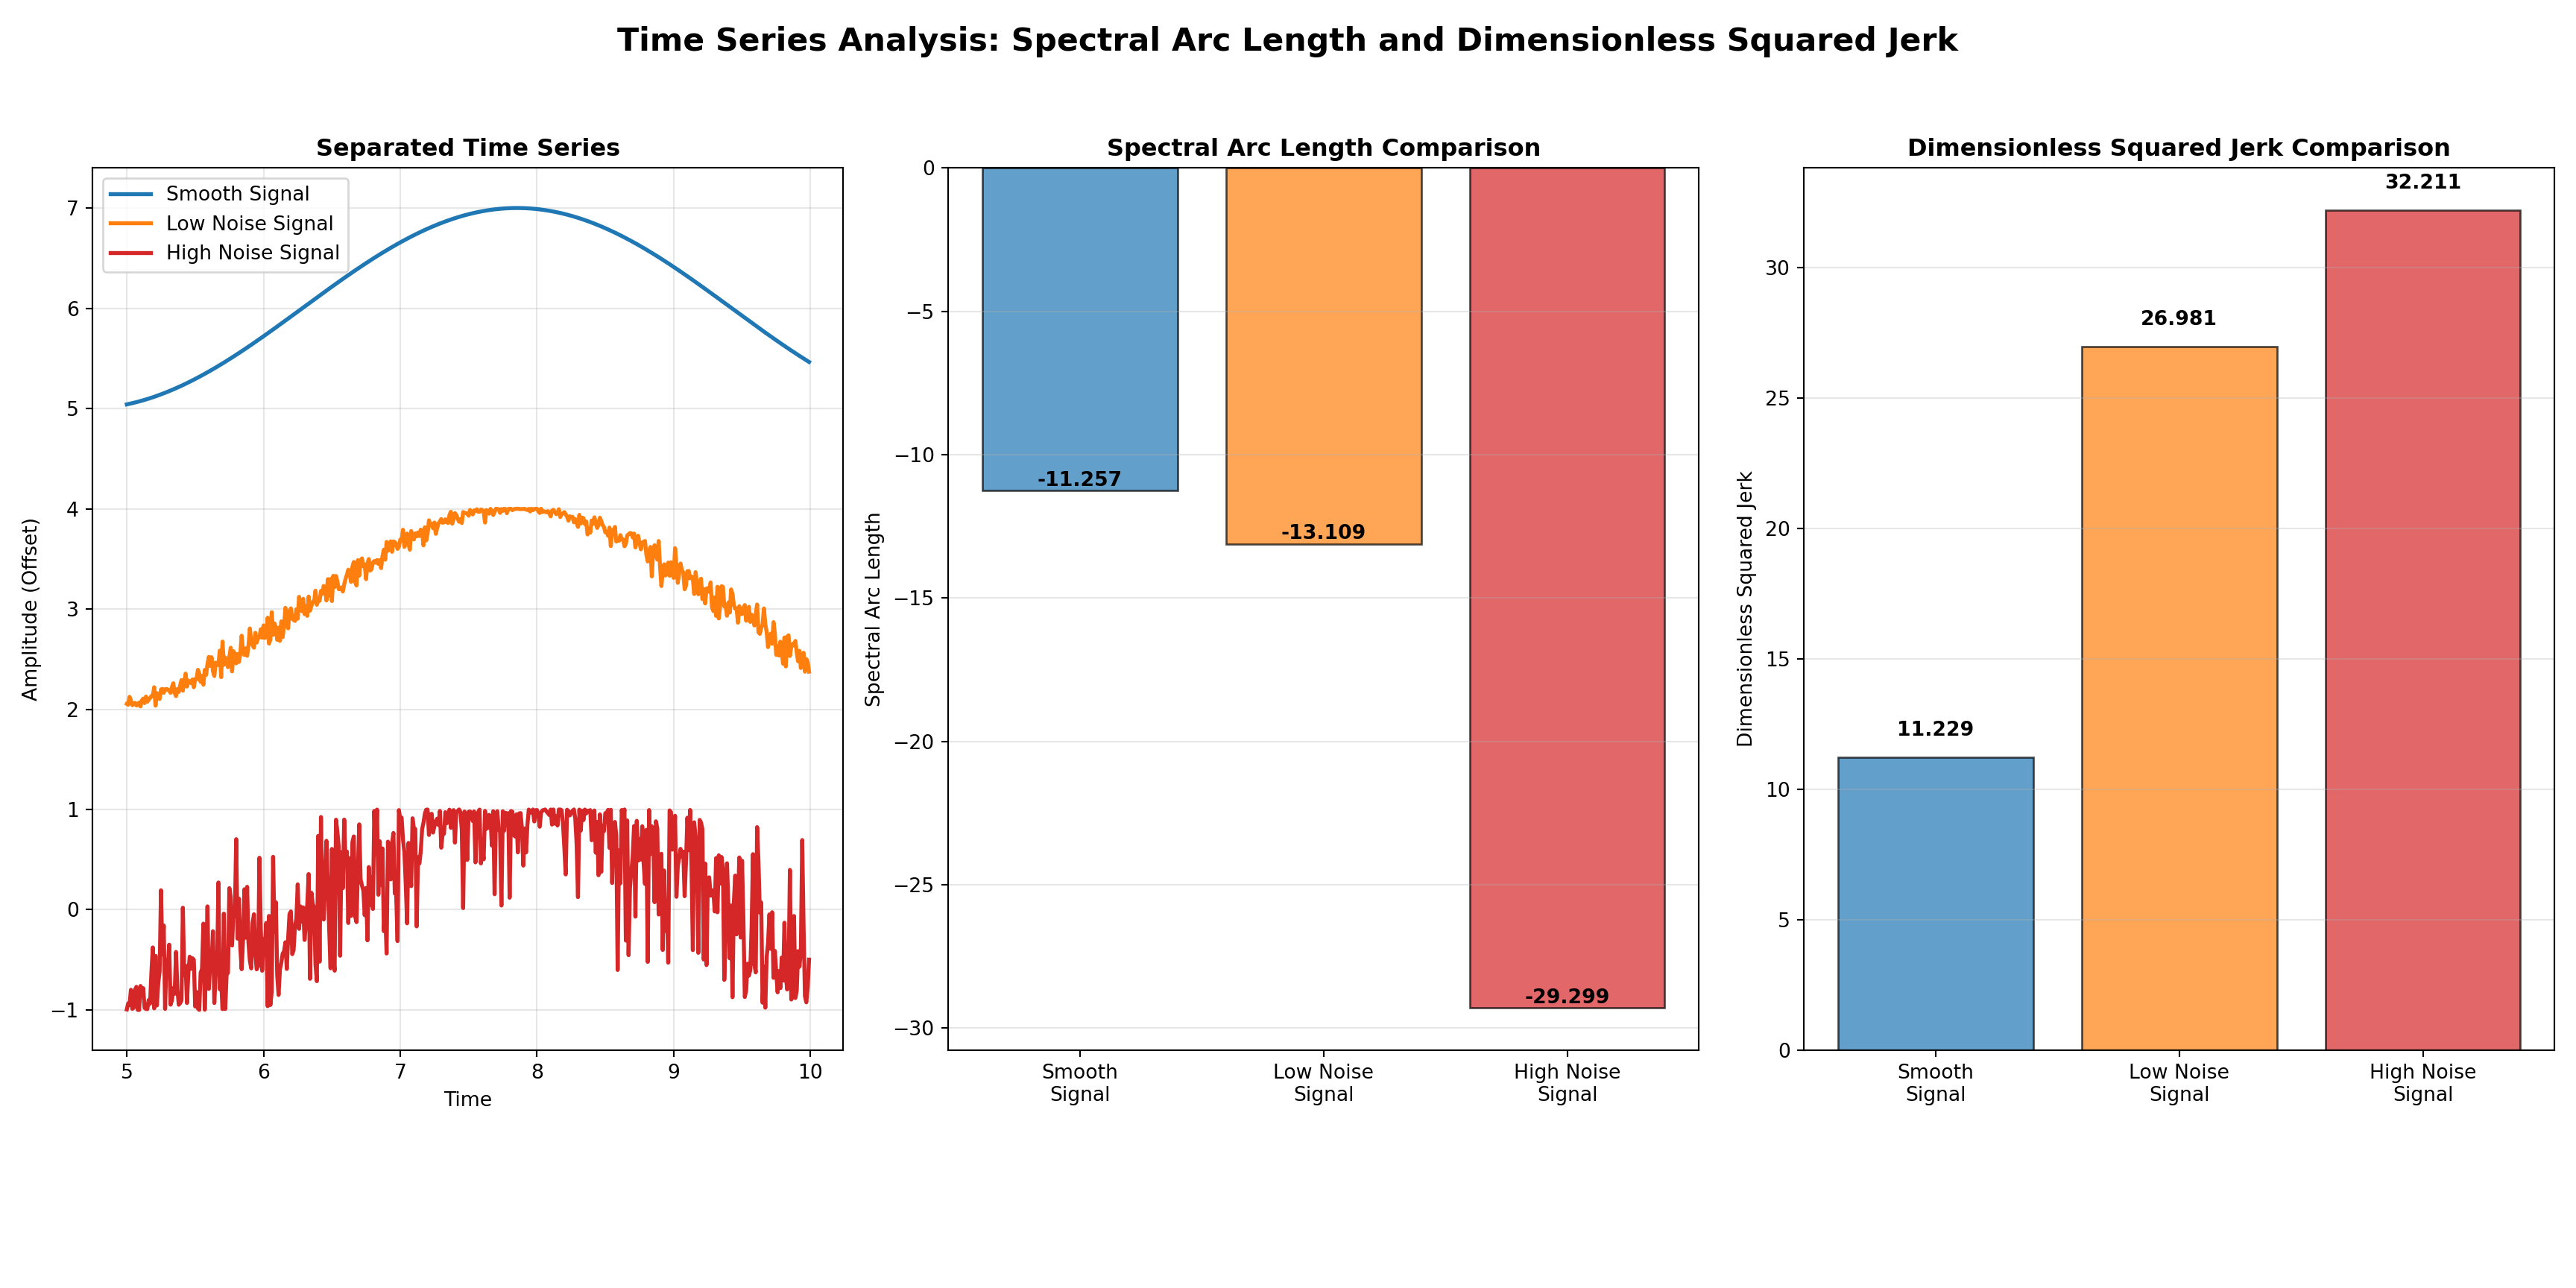 Time Series Analysis: Spectral Arc Length and Dimensionless Squared Jerk
Separated Time Series
Smooth Signal
Low Noise Signal
High Noise Signal
7
6
5
4
3
2
1
0
−1
Amplitude (Offset)
5 6 7 8 9 10
Time
Spectral Arc Length Comparison
0
−5
−10
−15
−20
−25
−30
Spectral Arc Length
-11.257
-13.109
-29.299
Smooth
Signal
Low Noise
Signal
High Noise
Signal
Dimensionless Squared Jerk Comparison
30
25
20
15
10
5
0
Dimensionless Squared Jerk
11.229
26.981
32.211
Smooth
Signal
Low Noise
Signal
High Noise
Signal